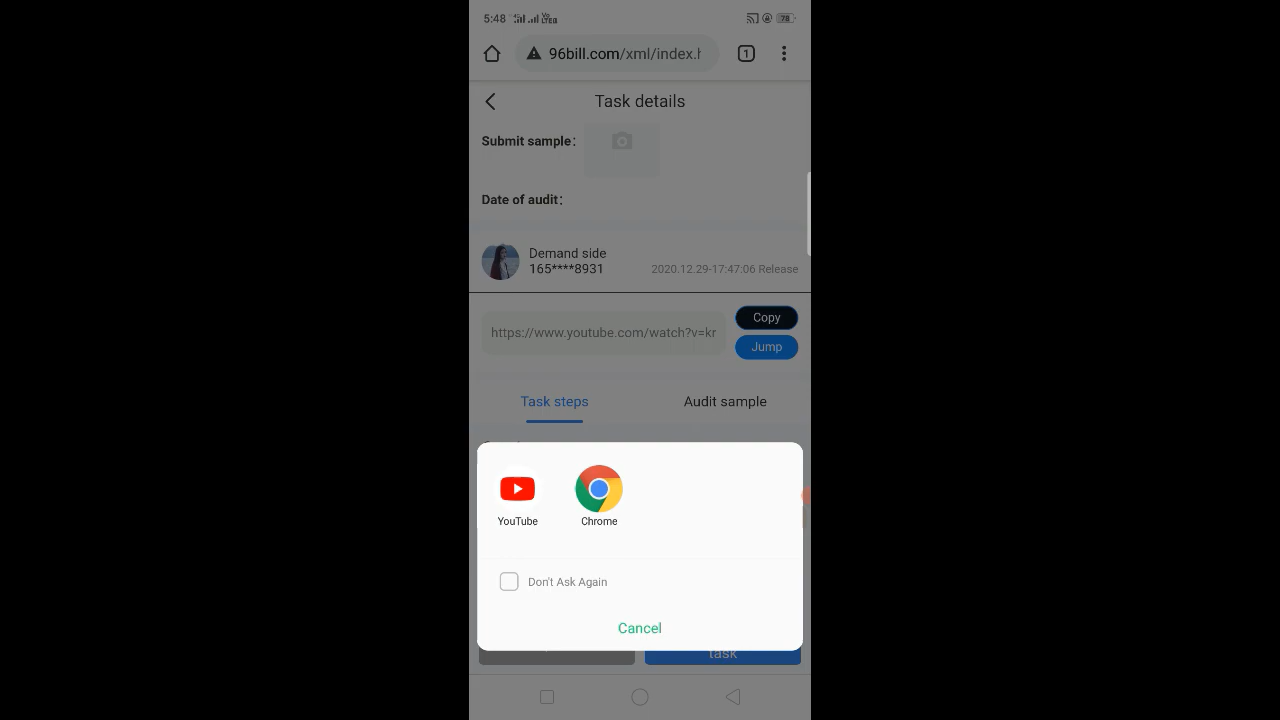 5:48
78
96bill.com/xml/index.h
1
Task details
Submit sample:
Date of audit:
Demand side
165****8931
2020.12.29-17:47:06 Release
https://www.youtube.com/watch?v=kr
Copy
Jump
Task steps
Audit sample
YouTube
Chrome
Don't Ask Again
Cancel
task